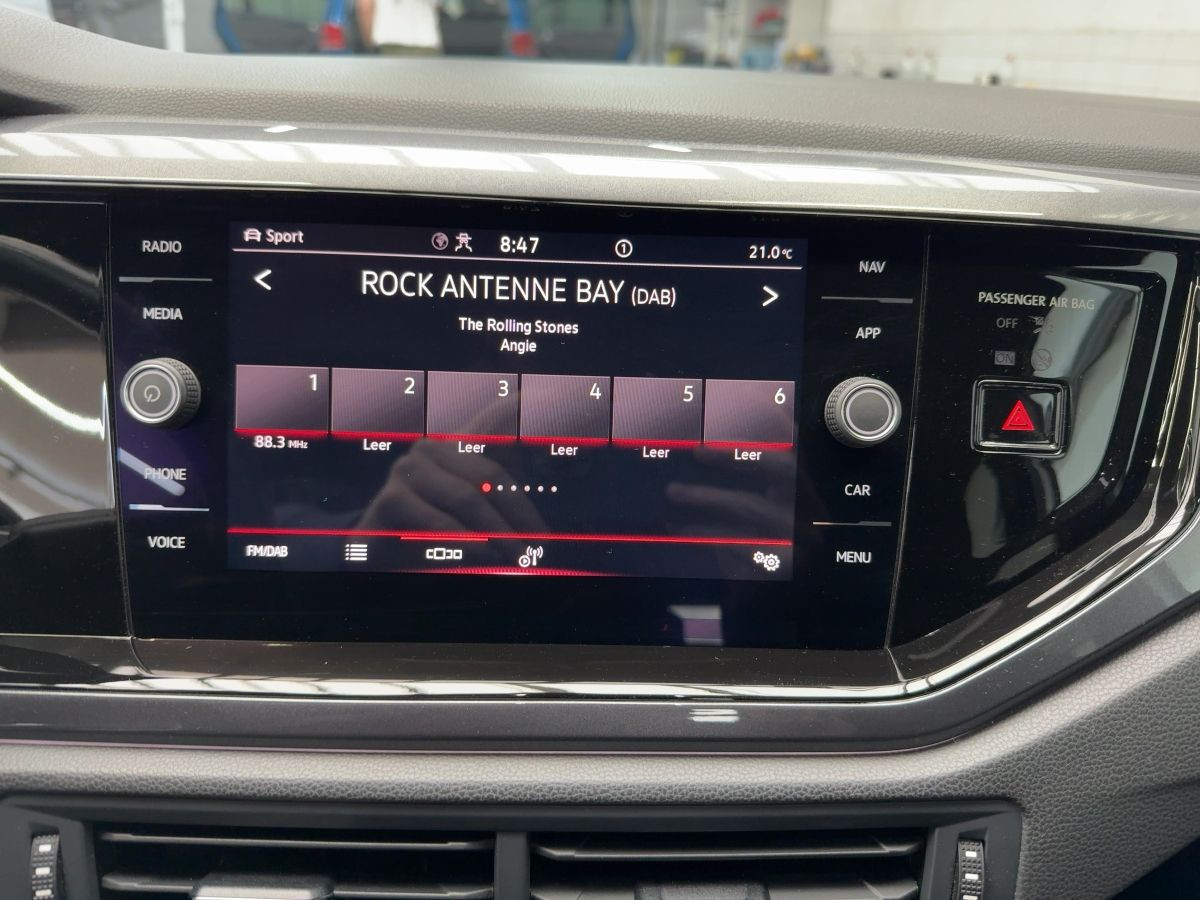 RADIO
MEDIA
PHONE
VOICE
Sport
8:47
1
21.0°C
< ROCK ANTENNE BAY (DAB) >
The Rolling Stones
Angie
1 2 3 4 5 6
88.3 MHz Leer Leer Leer Leer Leer
FM/DAB
NAV
APP
CAR
MENU
PASSENGER AIR BAG
OFF
ON